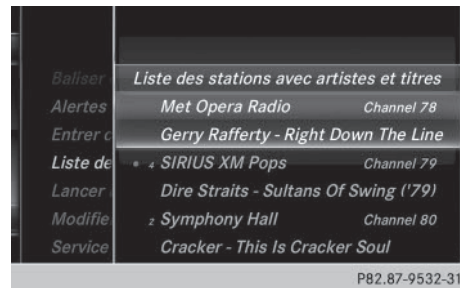 Baliser
Liste des stations avec artistes et titres
Alertes
Met Opera Radio Channel 78
Entrer c
Gerry Rafferty - Right Down The Line
Liste de
4 SIRIUS XM Pops Channel 79
Lancer
Dire Straits - Sultans Of Swing ('79)
Modifie
2 Symphony Hall Channel 80
Service
Cracker - This Is Cracker Soul
P82.87-9532-31